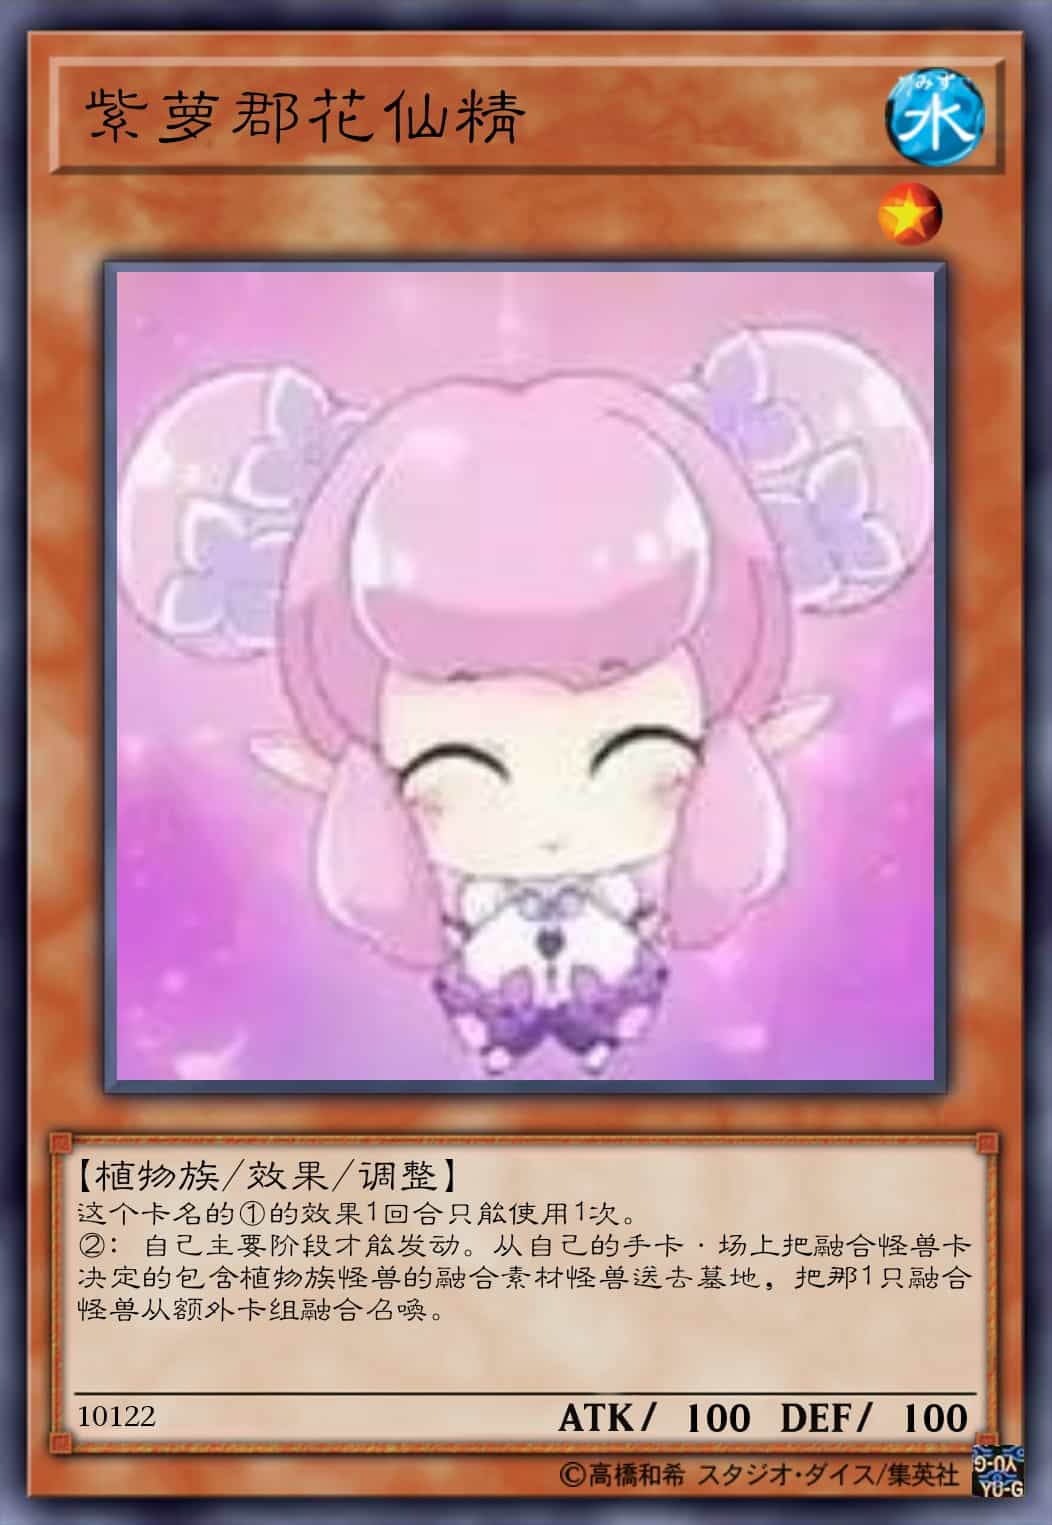 紫萝郡花仙精
みず
水
【植物族/效果/调整】
这个卡名的①的效果1回合只能使用1次。
②：自己主要阶段才能发动。从自己的手卡·场上把融合怪兽卡
决定的包含植物族怪兽的融合素材怪兽送去墓地，把那1只融合
怪兽从额外卡组融合召唤。
10122
ATK/ 100 DEF/ 100
©高橋和希 スタジオ・ダイス/集英社
YU-G
YU-G